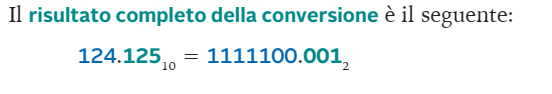 Il risultato completo della conversione è il seguente:
124.125₁₀ = 1111100.001₂